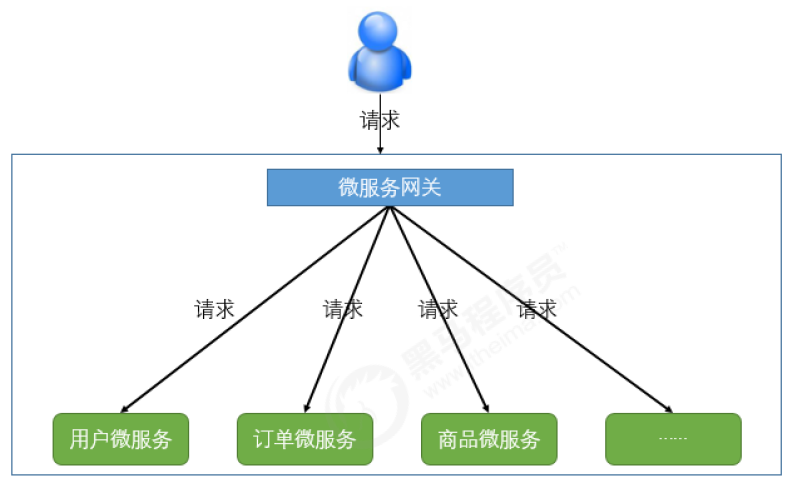 请求
微服务网关
请求 请求 请求 请求
黑马程序员™
www.itheima.com
用户微服务 订单微服务 商品微服务 ......